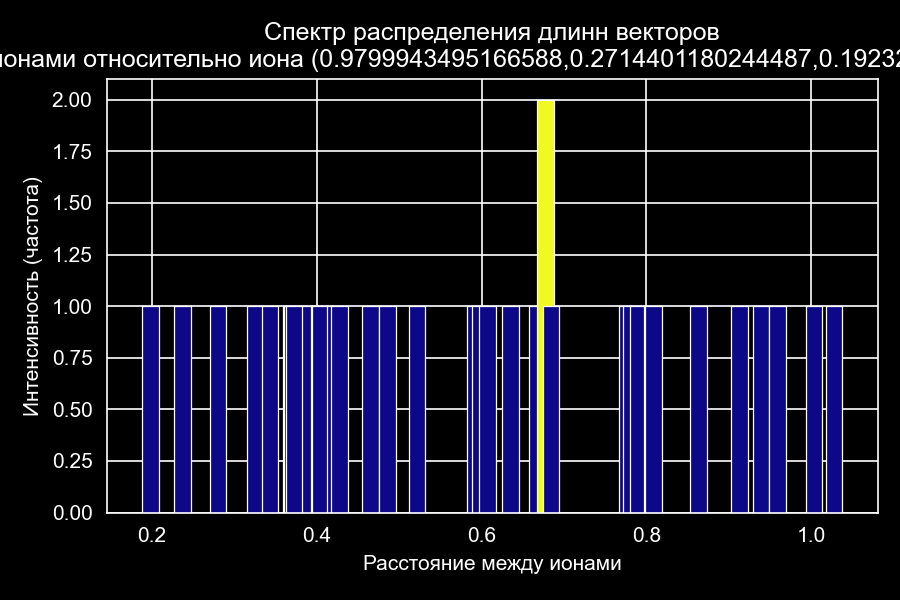 Спектр распределения длинн векторов
ионами относительно иона (0.9799943495166588,0.2714401180244487,0.19232
2.00
1.75
1.50
1.25
1.00
0.75
0.50
0.25
0.00
Интенсивность (частота)
0.2 0.4 0.6 0.8 1.0
Расстояние между ионами